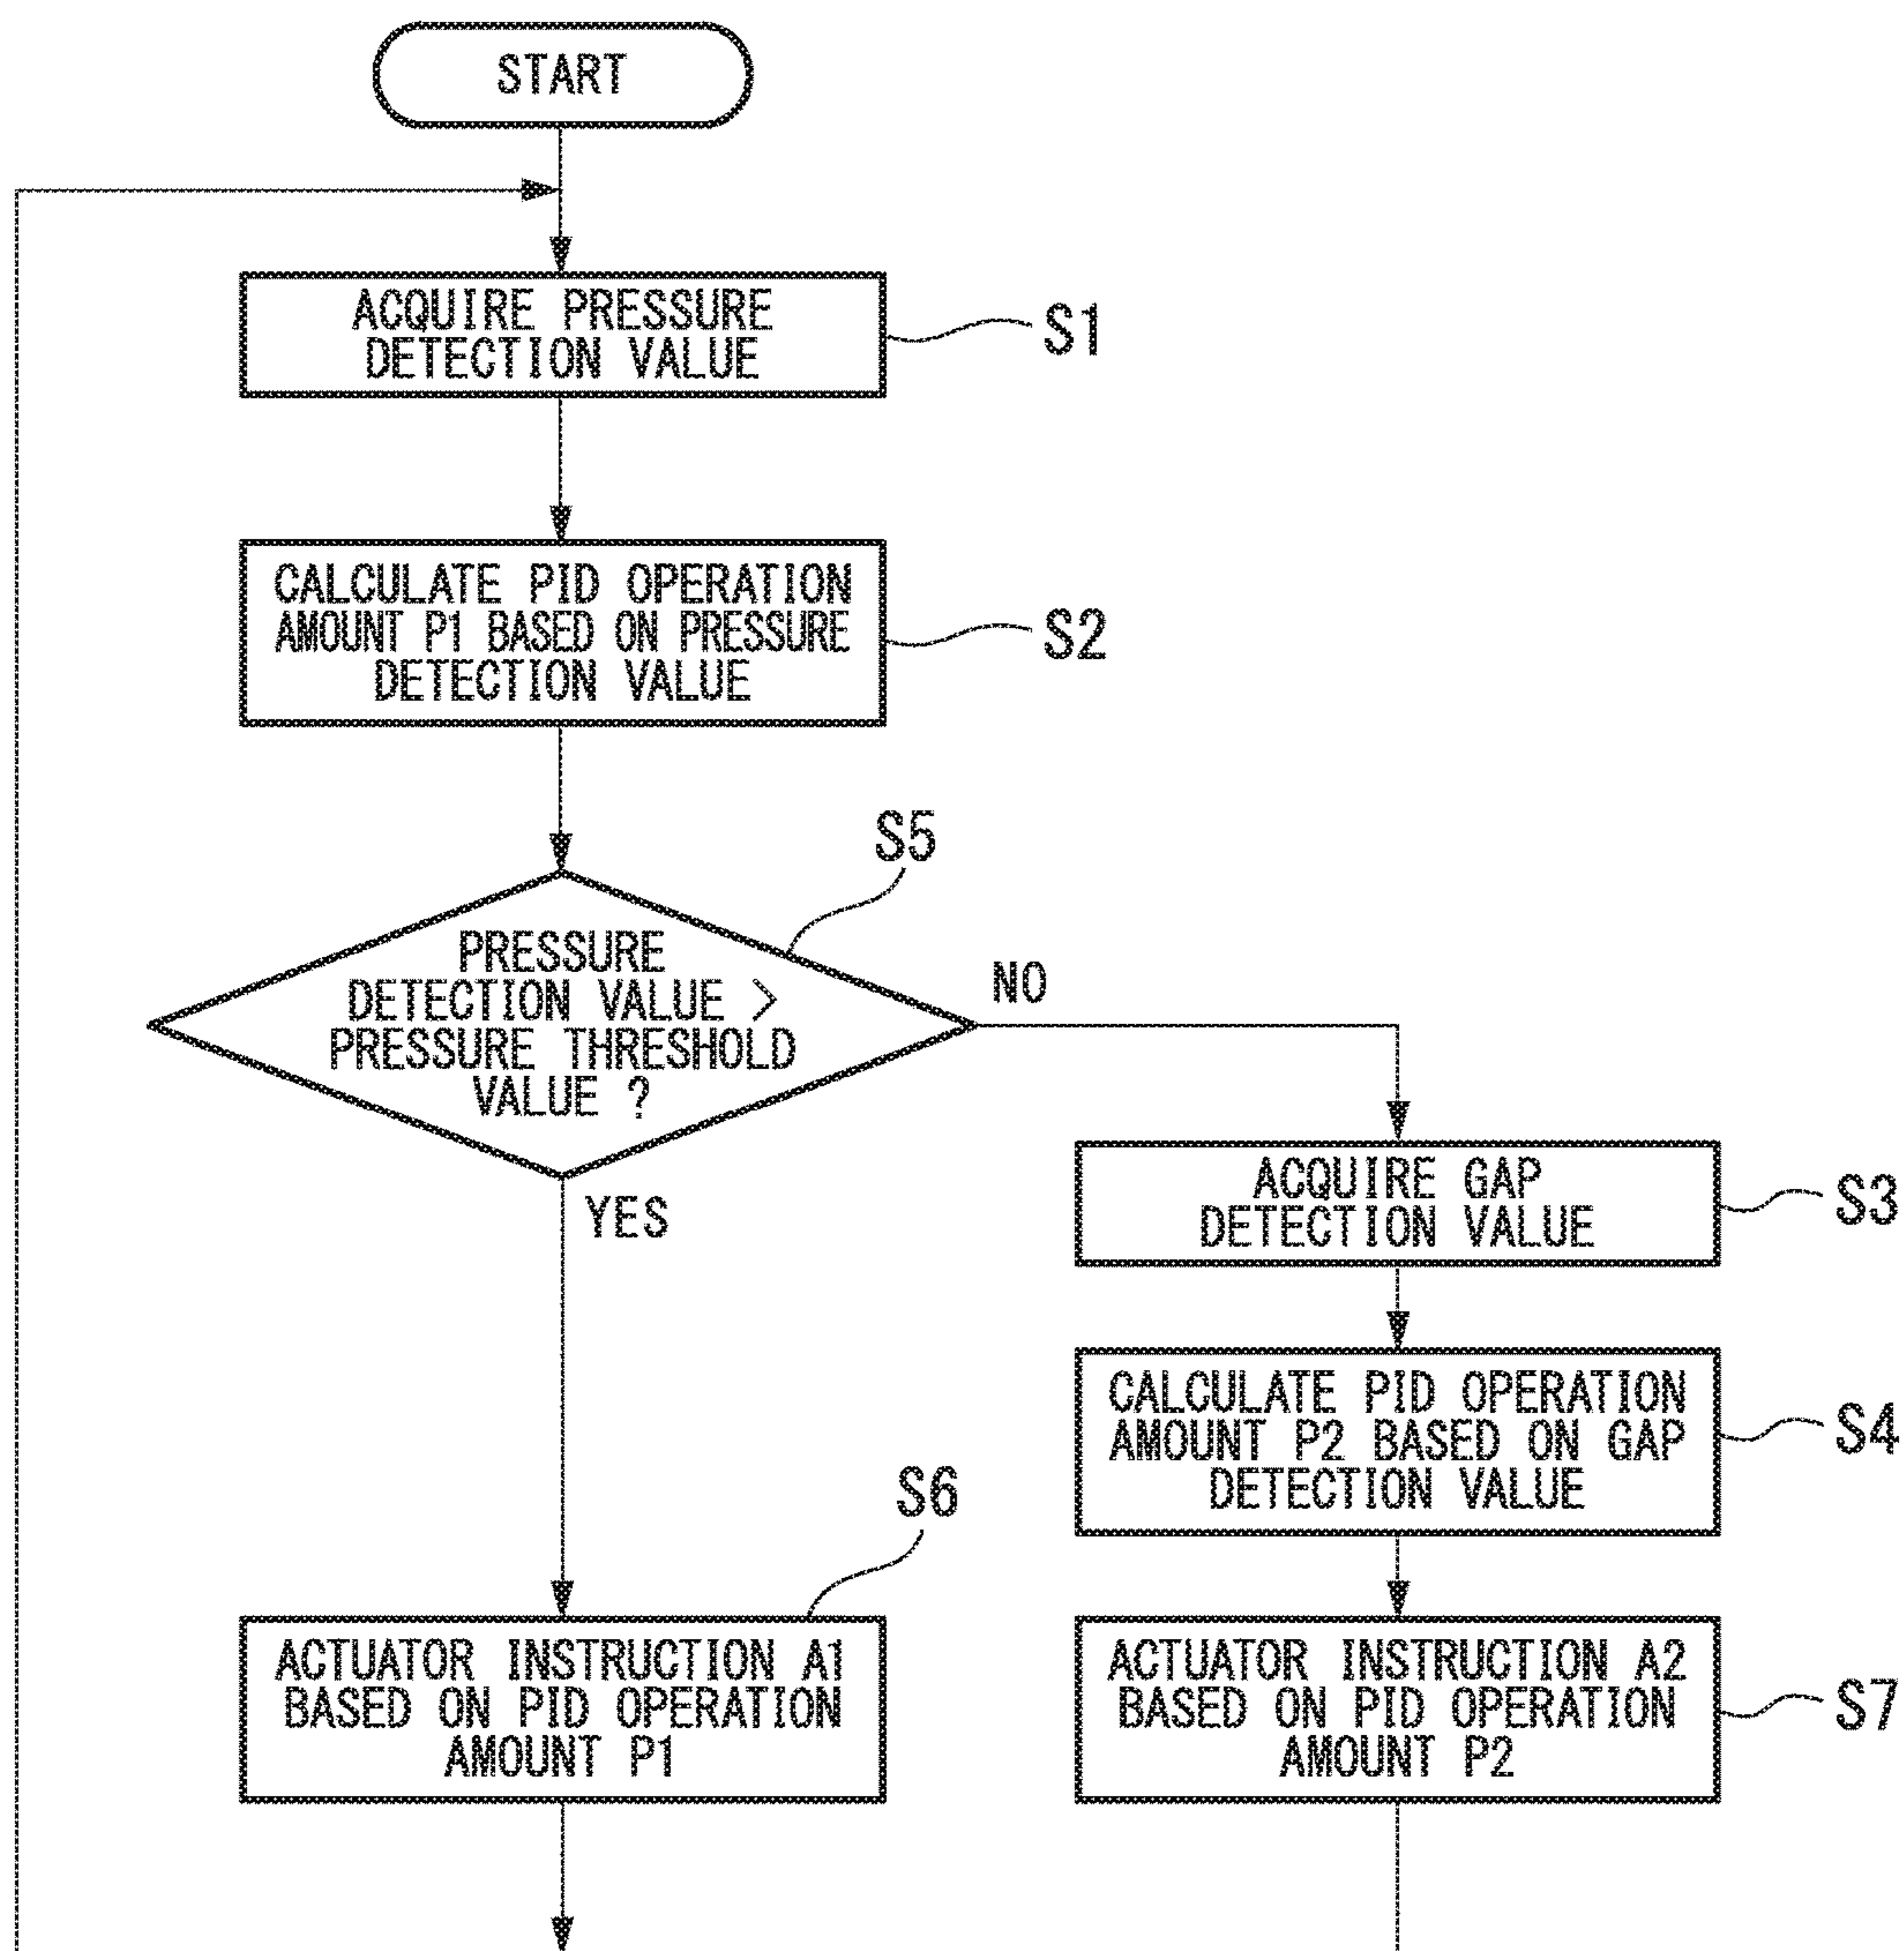 START
ACQUIRE PRESSURE
DETECTION VALUE
S1
CALCULATE PID OPERATION
AMOUNT P1 BASED ON PRESSURE
DETECTION VALUE
S2
S5
PRESSURE
DETECTION VALUE >
PRESSURE THRESHOLD
VALUE ?
NO
YES
ACQUIRE GAP
DETECTION VALUE
S3
CALCULATE PID OPERATION
AMOUNT P2 BASED ON GAP
DETECTION VALUE
S4
S6
ACTUATOR INSTRUCTION A1
BASED ON PID OPERATION
AMOUNT P1
ACTUATOR INSTRUCTION A2
BASED ON PID OPERATION
AMOUNT P2
S7